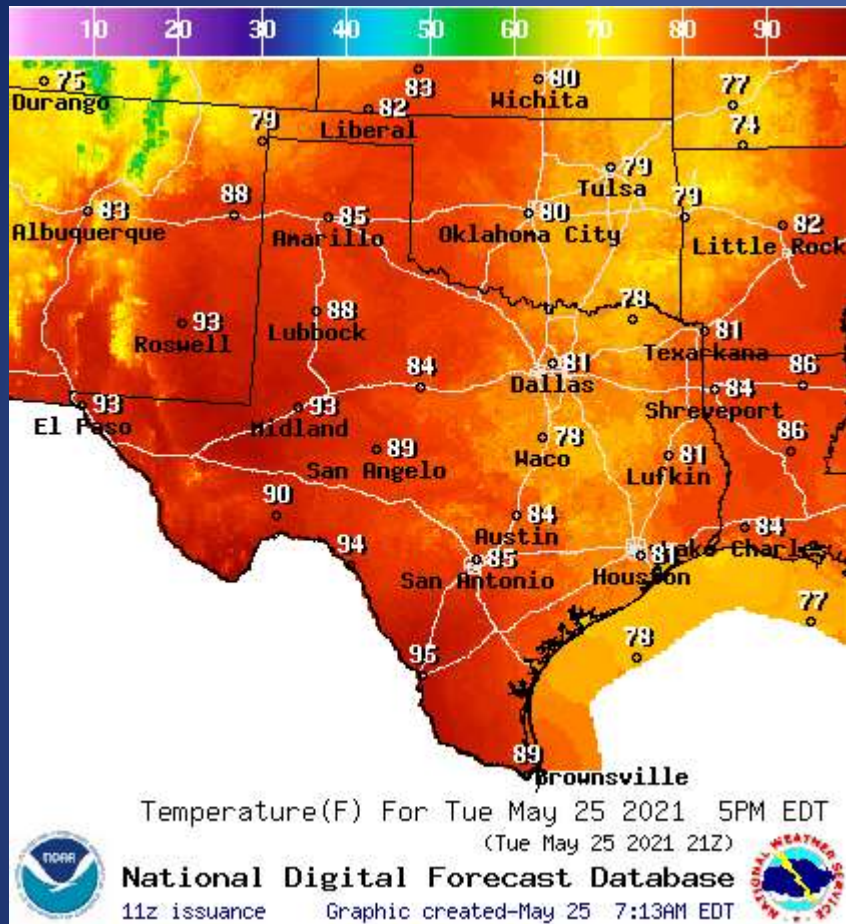 10 20 30 40 50 60 70 80 90
75
Durango
83
82
Liberal
80
Wichita
77
74
79
79
Tulsa
83
Albuquerque
88
85
Amarillo
80
Oklahoma City
79
82
Little Rock
93
Roswell
88
Lubbock
78
81
Texarkana
81
Dallas
84
86
84
Shreveport
93
El Paso
93
Midland
89
San Angelo
78
Waco
81
Lufkin
86
90
84
Austin
84
Lake Charles
94
85
San Antonio
81
Houston
77
78
95
89
Brownsville
Temperature(F) For Tue May 25 2021 5PM EDT
(Tue May 25 2021 21Z)
NOAA
National Digital Forecast Database
11z issuance Graphic created-May 25 7:13AM EDT
NATIONAL WEATHER SERVICE